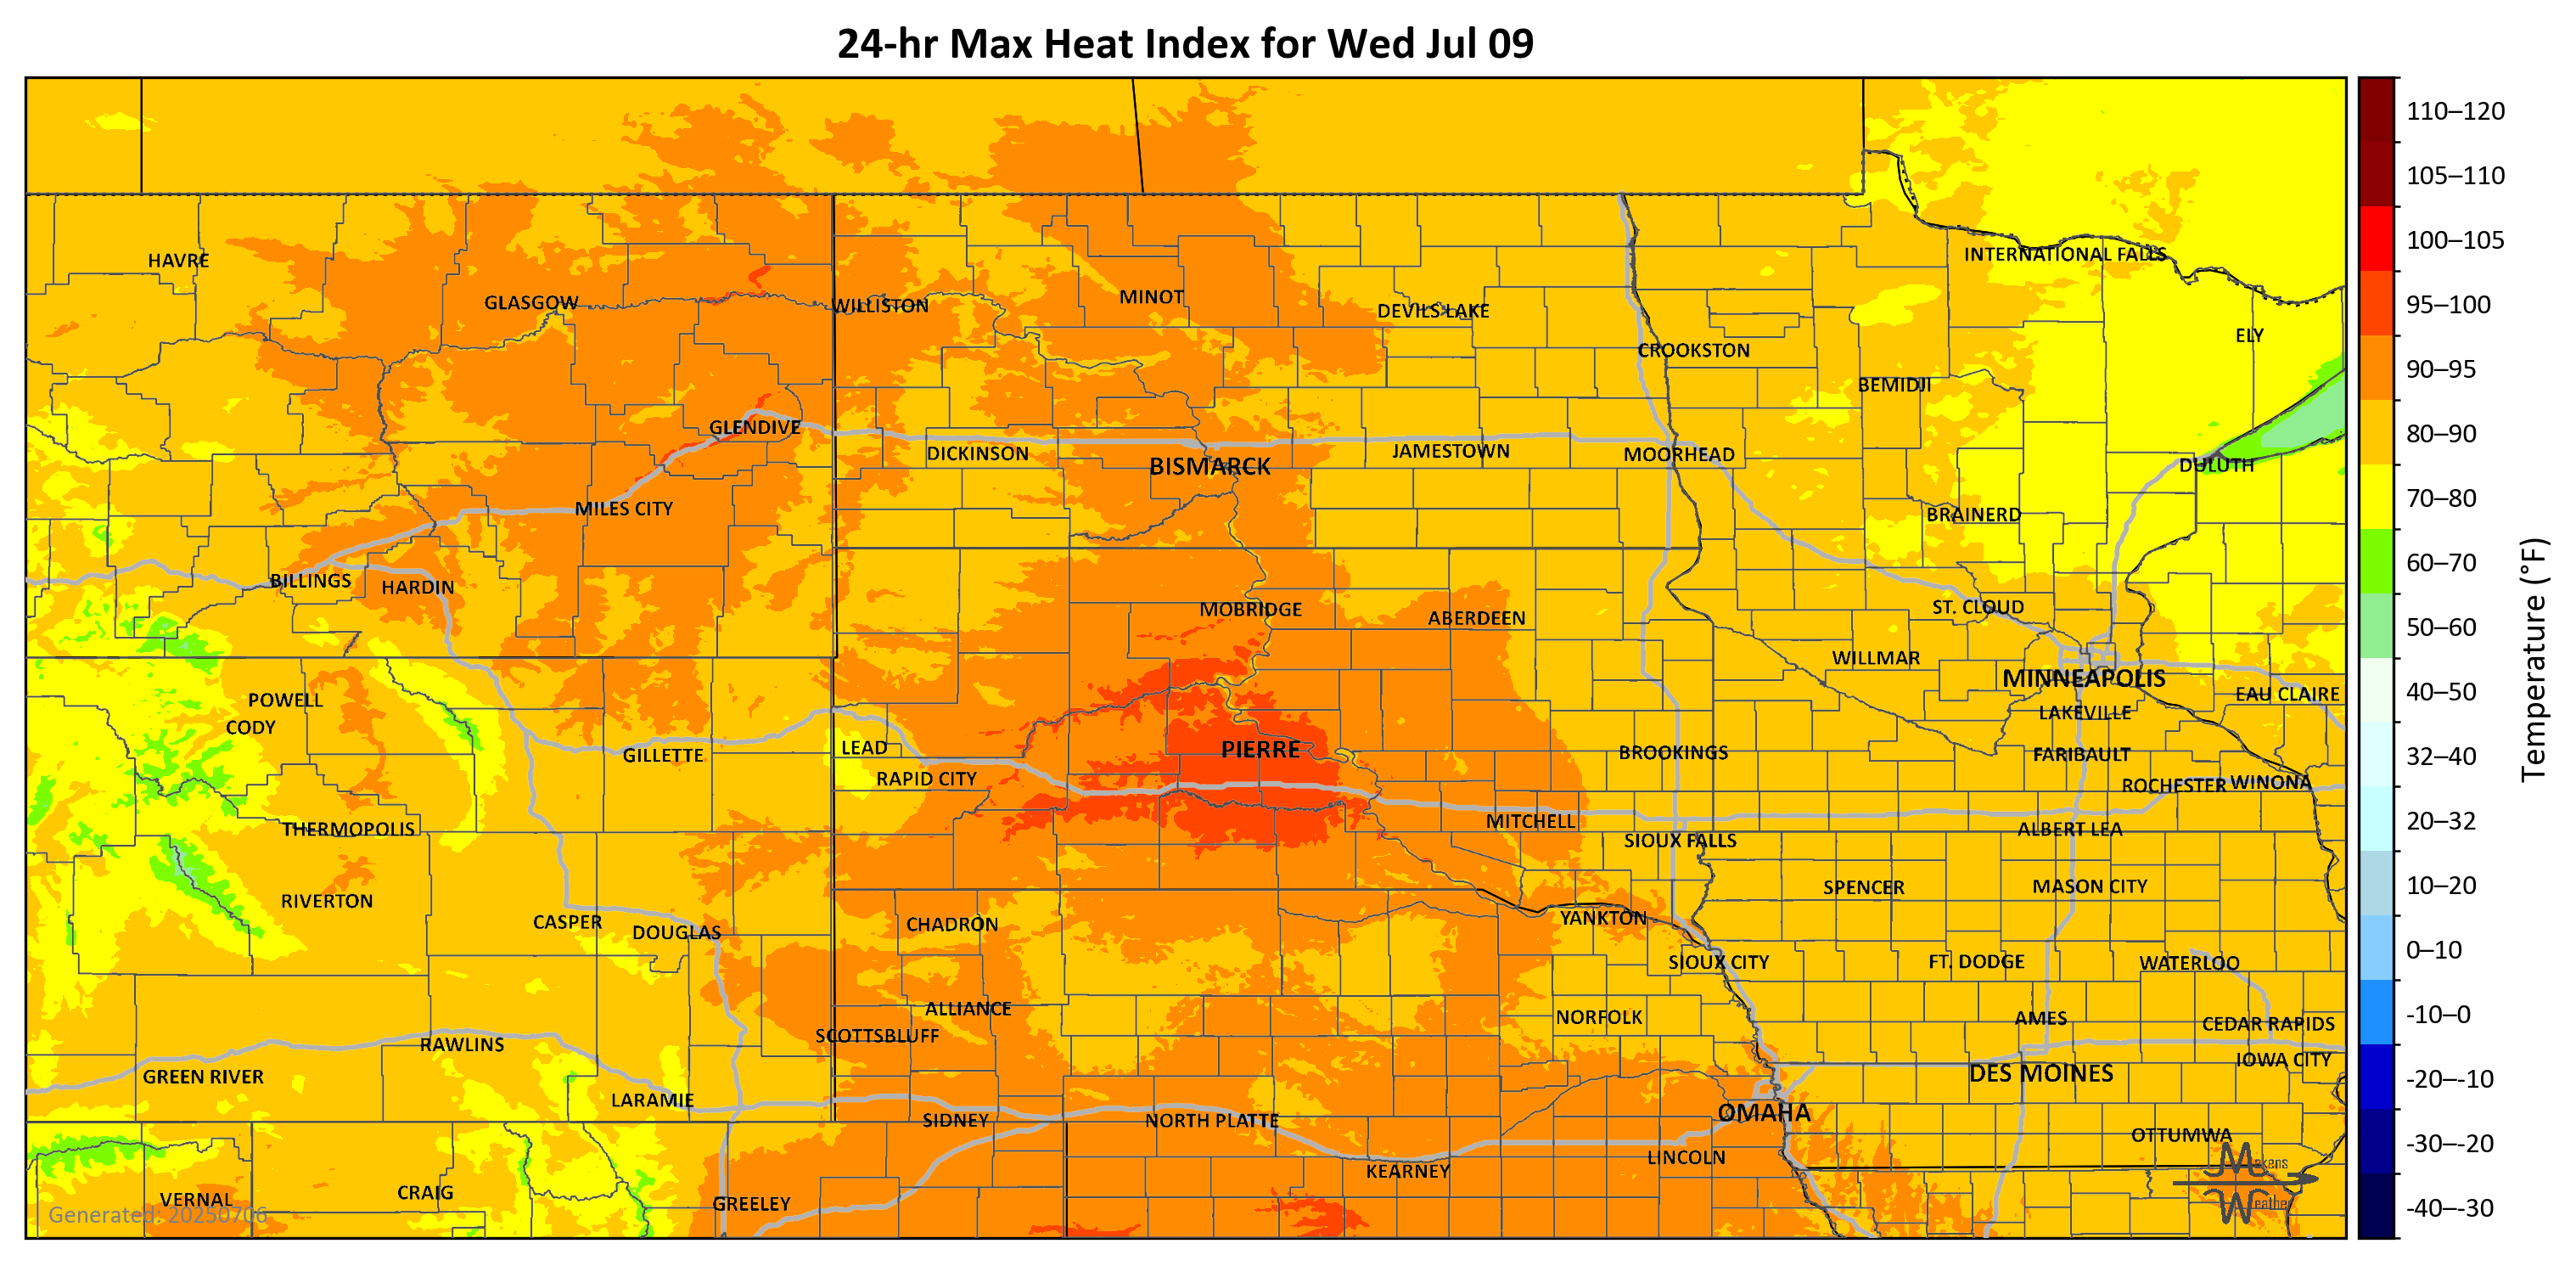 24-hr Max Heat Index for Wed Jul 09
110–120
105–110
100–105
95–100
90–95
80–90
70–80
60–70
50–60
40–50
32–40
20–32
10–20
0–10
-10–0
-20–-10
-30–-20
-40–-30
Temperature (°F)
HAVRE
GLASGOW
WILLISTON
MINOT
DEVILS LAKE
INTERNATIONAL FALLS
ELY
CROOKSTON
BEMIDJI
GLENDIVE
DICKINSON
BISMARCK
JAMESTOWN
MOORHEAD
DULUTH
MILES CITY
BRAINERD
BILLINGS
HARDIN
MOBRIDGE
ABERDEEN
ST. CLOUD
WILLMAR
MINNEAPOLIS
EAU CLAIRE
POWELL
CODY
LAKEVILLE
GILLETTE
LEAD
PIERRE
BROOKINGS
FARIBAULT
RAPID CITY
ROCHESTER
WINONA
THERMOPOLIS
MITCHELL
SIOUX FALLS
ALBERT LEA
RIVERTON
SPENCER
MASON CITY
CASPER
DOUGLAS
CHADRON
YANKTON
SIOUX CITY
FT. DODGE
WATERLOO
ALLIANCE
SCOTTSBLUFF
NORFOLK
AMES
CEDAR RAPIDS
RAWLINS
IOWA CITY
GREEN RIVER
DES MOINES
LARAMIE
SIDNEY
NORTH PLATTE
OMAHA
OTTUMWA
KEARNEY
LINCOLN
VERNAL
CRAIG
GREELEY
Generated: 20250706
Makens
Weather